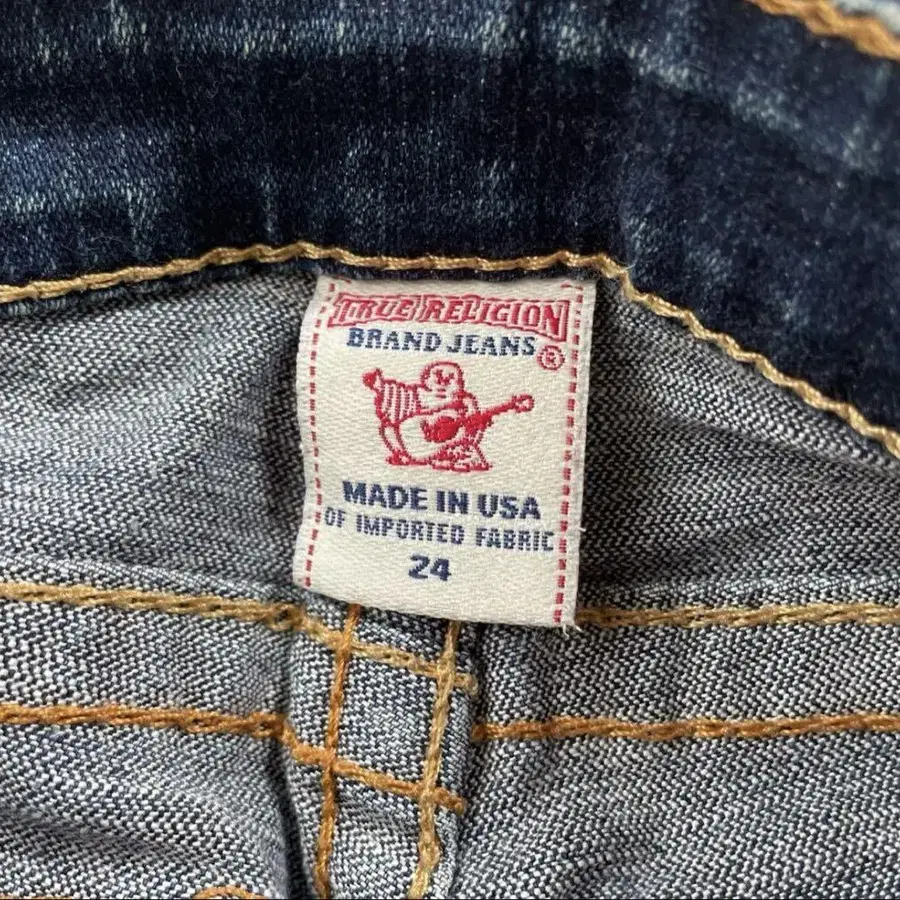 TRUE RELIGION
BRAND JEANS®
MADE IN USA
OF IMPORTED FABRIC
24